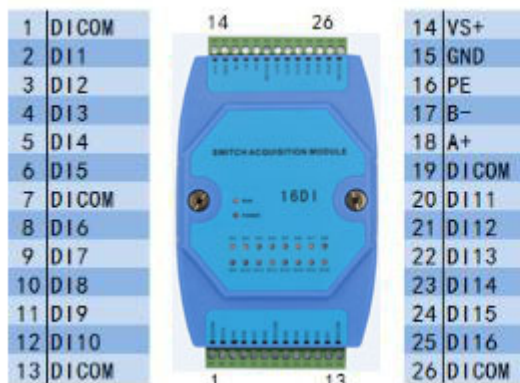 1 DICOM
2 DI1
3 DI2
4 DI3
5 DI4
6 DI5
7 DICOM
8 DI6
9 DI7
10 DI8
11 DI9
12 DI10
13 DICOM
14 26
SWITCH ACQUISITION MODULE
16DI
1 13
14 VS+
15 GND
16 PE
17 B-
18 A+
19 DICOM
20 DI11
21 DI12
22 DI13
23 DI14
24 DI15
25 DI16
26 DICOM